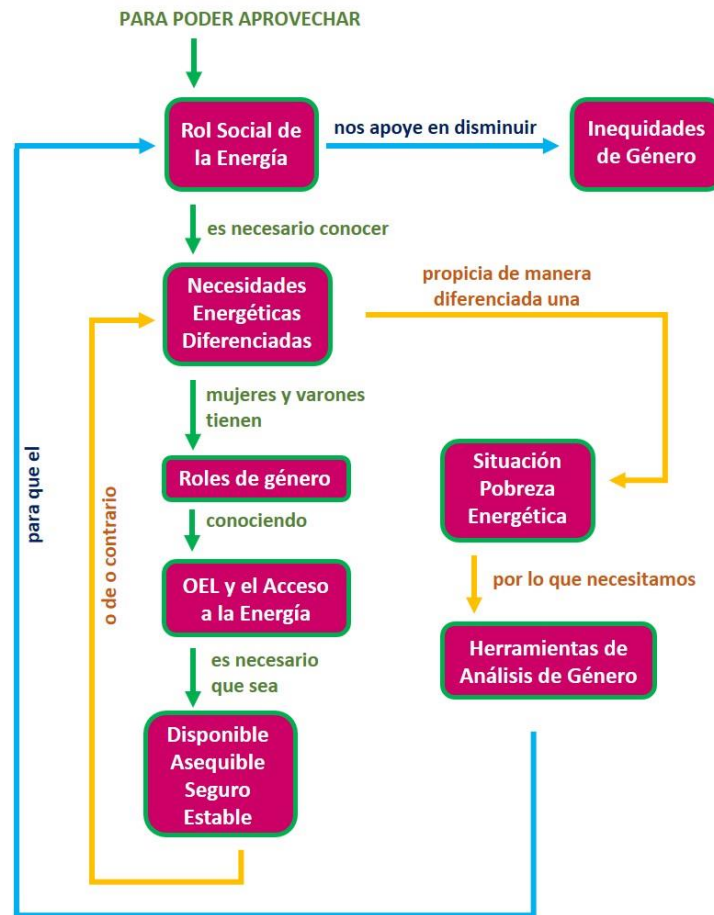 PARA PODER APROVECHAR
Rol Social de
la Energía
nos apoye en disminuir
Inequidades
de Género
es necesario conocer
Necesidades
Energéticas
Diferenciadas
propicia de manera
diferenciada una
mujeres y varones
tienen
Roles de género
Situación
Pobreza
Energética
conociendo
OEL y el Acceso
a la Energía
por lo que necesitamos
Herramientas de
Análisis de Género
es necesario
que sea
Disponible
Asequible
Seguro
Estable
o de o contrario
para que el